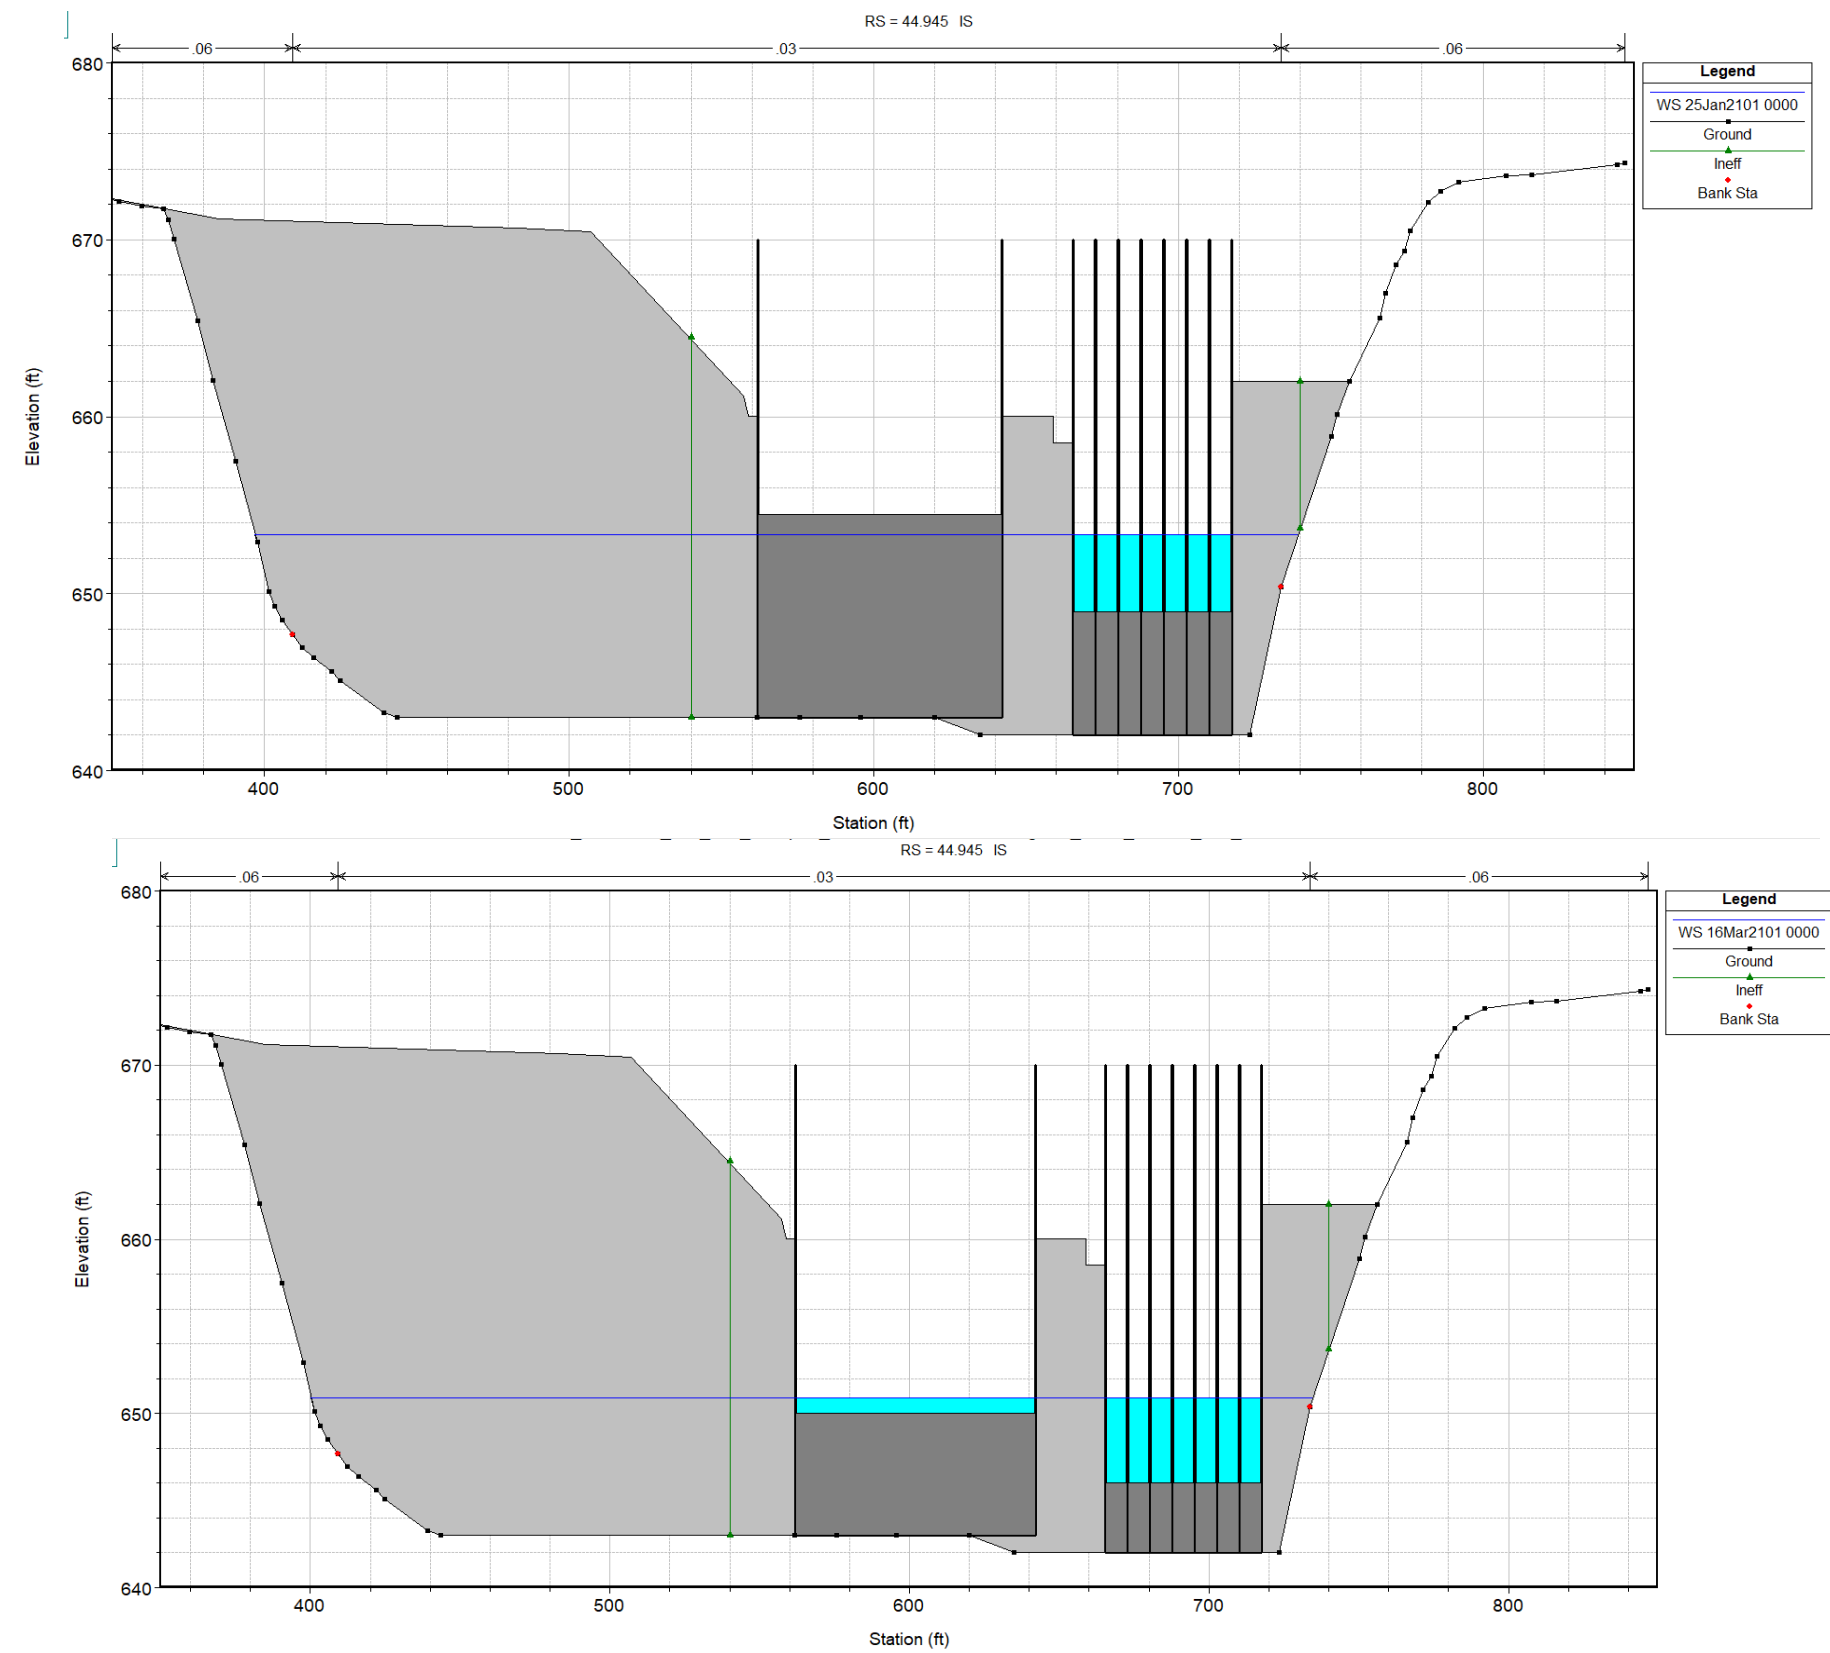 RS = 44.945 IS
.06 .03 .06
680
670
660
650
640
400 500 600 700 800
Elevation (ft)
Station (ft)
Legend
WS 25Jan2101 0000
Ground
Ineff
Bank Sta
RS = 44.945 IS
.06 .03 .06
680
670
660
650
640
400 500 600 700 800
Elevation (ft)
Station (ft)
Legend
WS 16Mar2101 0000
Ground
Ineff
Bank Sta